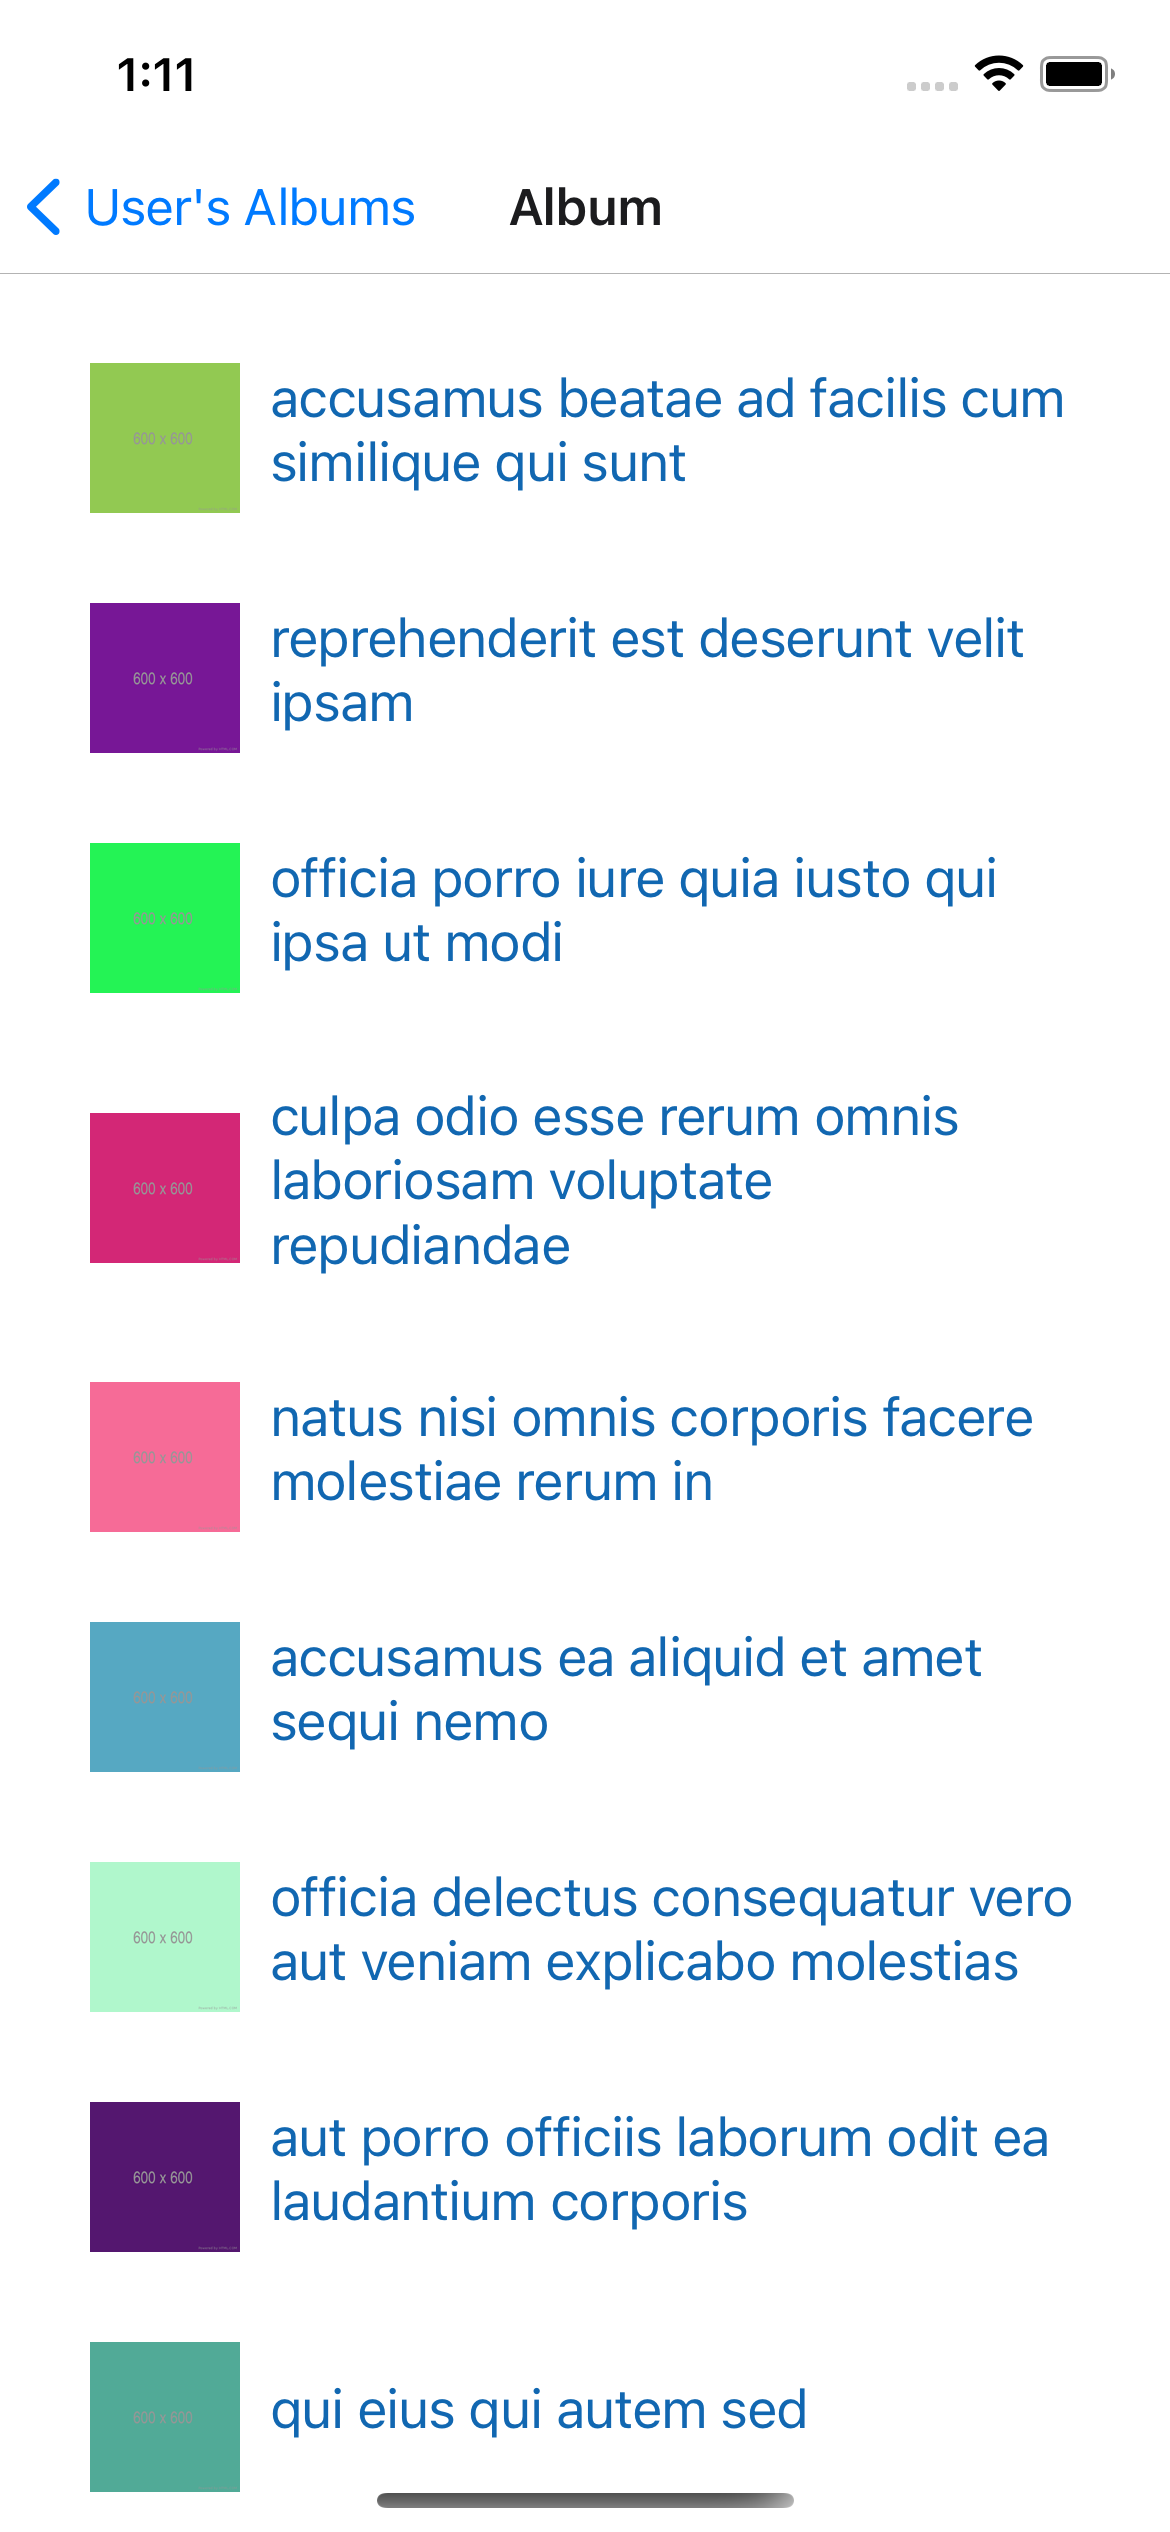 1:11
User's Albums
Album
600 x 600
accusamus beatae ad facilis cum
similique qui sunt
600 x 600
reprehenderit est deserunt velit
ipsam
600 x 600
officia porro iure quia iusto qui
ipsa ut modi
600 x 600
culpa odio esse rerum omnis
laboriosam voluptate
repudiandae
600 x 600
natus nisi omnis corporis facere
molestiae rerum in
600 x 600
accusamus ea aliquid et amet
sequi nemo
600 x 600
officia delectus consequatur vero
aut veniam explicabo molestias
600 x 600
aut porro officiis laborum odit ea
laudantium corporis
600 x 600
qui eius qui autem sed